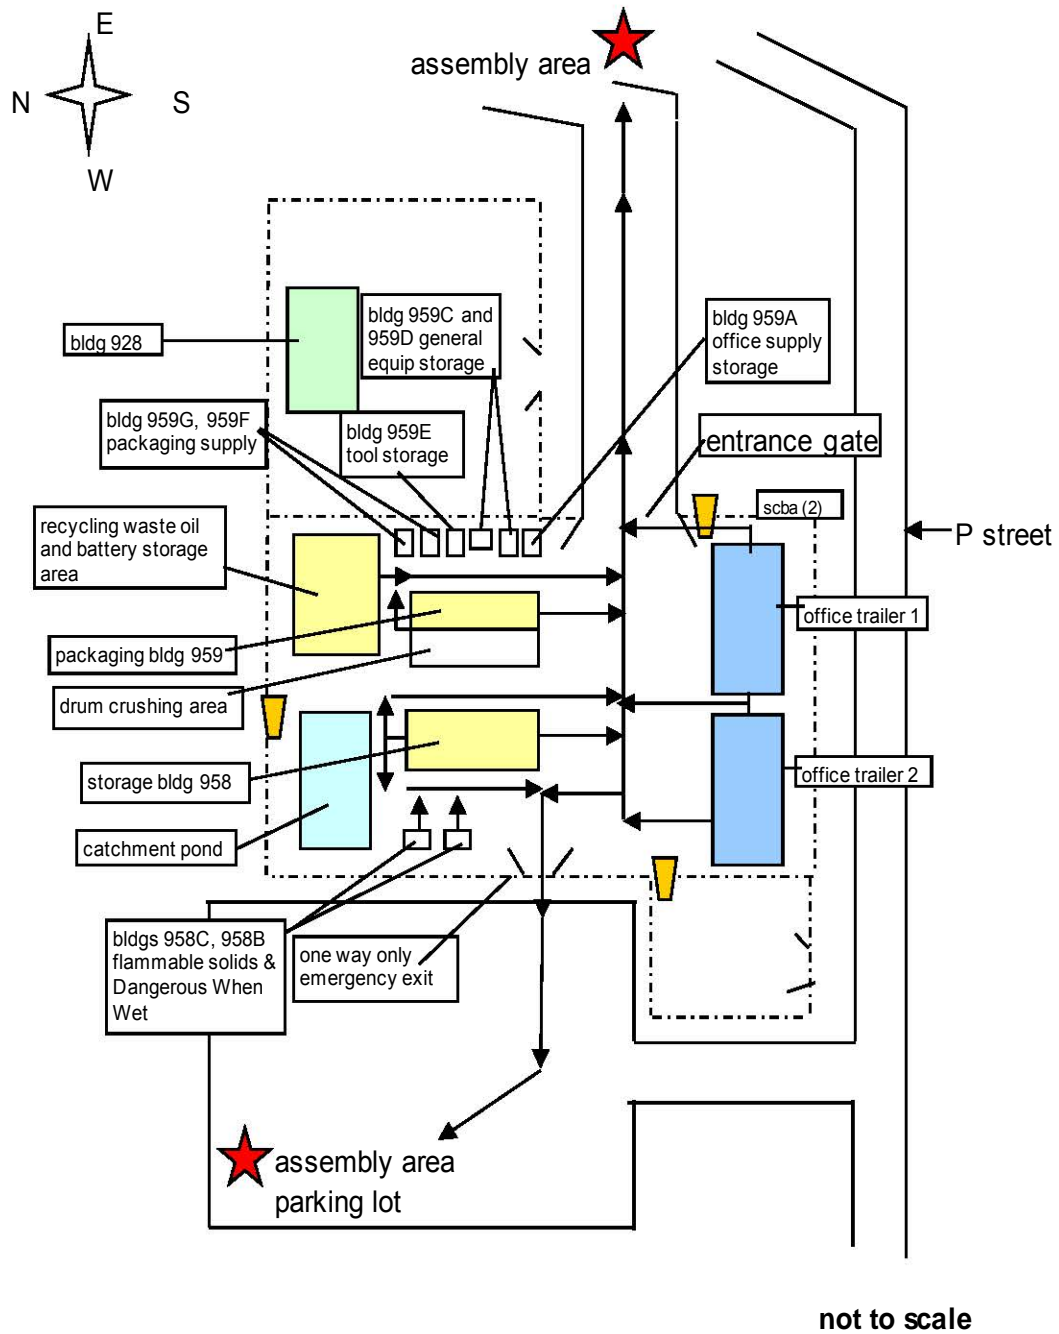 E
N
S
W
assembly area
bldg 928
bldg 959C and
959D general
equip storage
bldg 959A
office supply
storage
bldg 959G, 959F
packaging supply
bldg 959E
tool storage
entrance gate
recycling waste oil
and battery storage
area
scba (2)
P street
office trailer 1
packaging bldg 959
drum crushing area
storage bldg 958
office trailer 2
catchment pond
bldgs 958C, 958B
flammable solids &
Dangerous When
Wet
one way only
emergency exit
assembly area
parking lot
not to scale